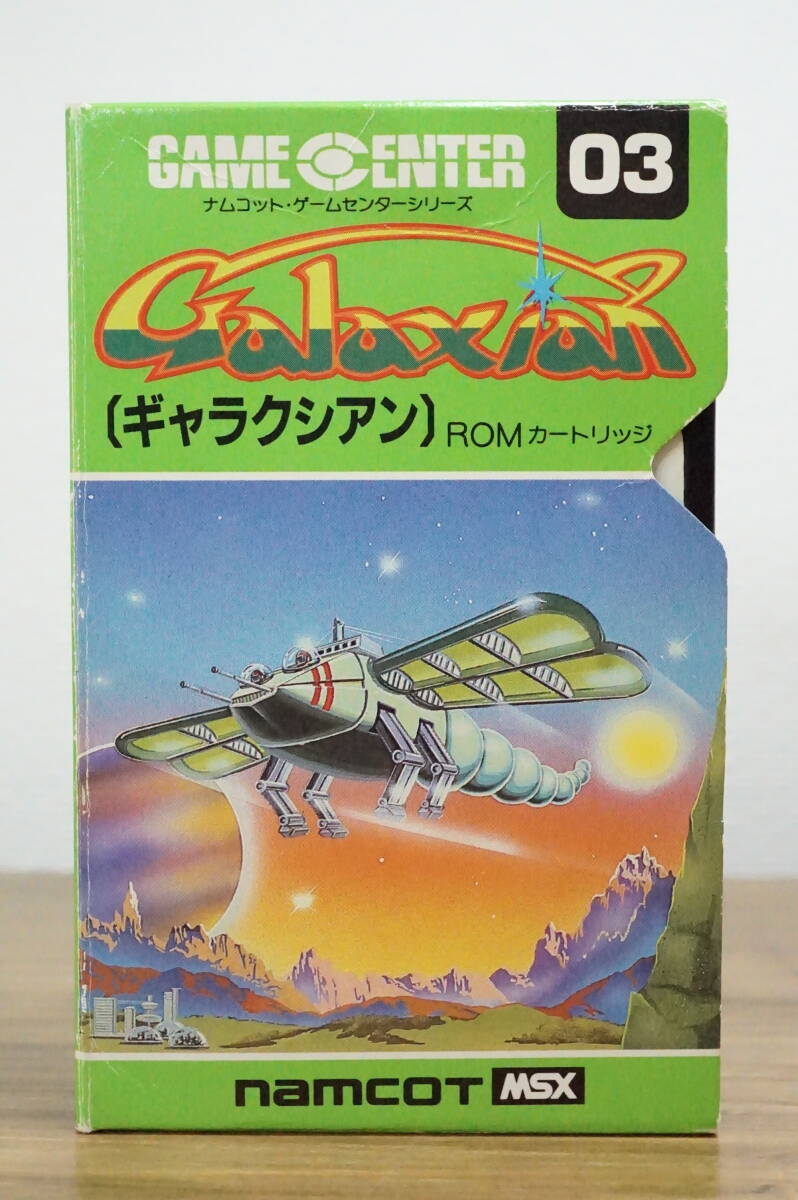 GAME CENTER
03
ナムコット・ゲームセンターシリーズ
Galaxian
〔ギャラクシアン〕 ROMカートリッジ
namcot MSX